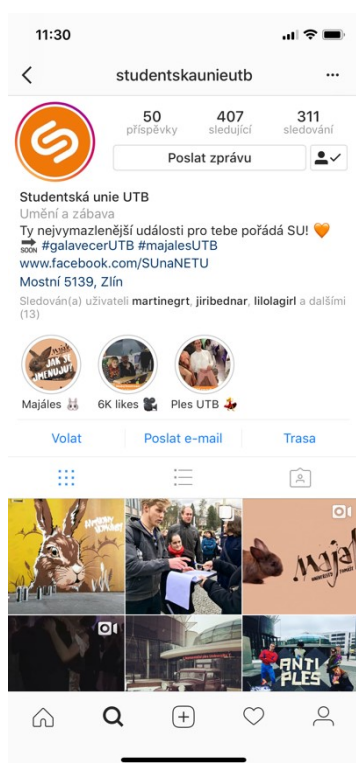 11:30
studentskaunieutb
50 407 311
příspěvky sledující sledování
Poslat zprávu
Studentská unie UTB
Umění a zábava
Ty nejvymazlenější události pro tebe pořádá SU! 🧡
🔜 #galavecerUTB #majalesUTB
www.facebook.com/SUnaNETU
Mostní 5139, Zlín
Sledován(a) uživateli martinegrt, jiribednar, lilolagirl a dalšími
(13)
JAK SE
JMENUJU?
Majáles 🐰 6K likes 🎥 Ples UTB 💃
Volat Poslat e-mail Trasa
ANTI
PLES